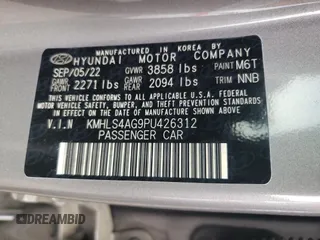 MANUFACTURED IN KOREA BY
HYUNDAI MOTOR COMPANY
SEP/05/22 GVWR 3858 lbs PAINT M6T
GAWR FRONT 2271 lbs GAWR REAR 2094 lbs TRIM NNB
THIS VEHICLE CONFORMS TO ALL APPLICABLE U.S. FEDERAL
MOTOR VEHICLE SAFETY, BUMPER, AND THEFT PREVENTION
STANDARDS IN EFFECT ON THE DATE OF MANUFACTURE
SHOWN ABOVE.
V.I.N KMHLS4AG9PU426312
PASSENGER CAR
DASAUTO.COM